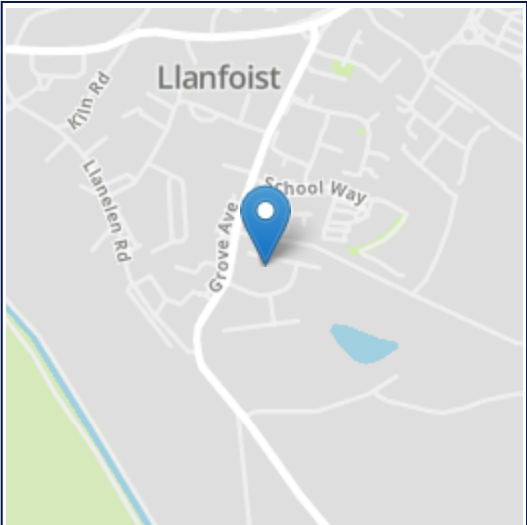 Llanfoist
Kiln Rd
Llanelen Rd
School Way
Grove Ave